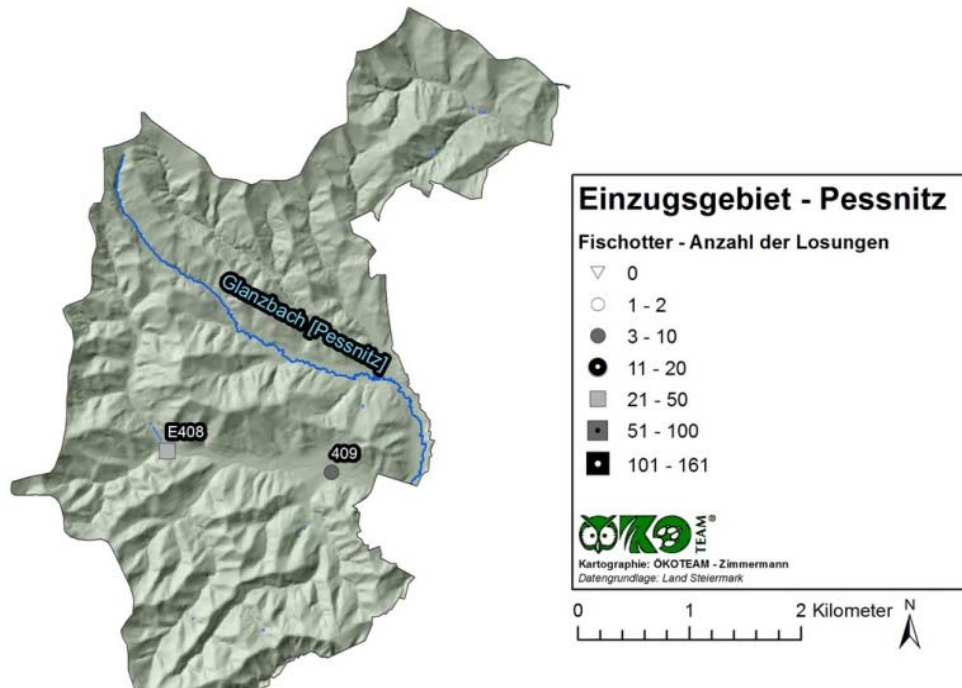 Glanzbach [Pessnitz]
E408
409
Einzugsgebiet - Pessnitz
Fischotter - Anzahl der Losungen
0
1 - 2
3 - 10
11 - 20
21 - 50
51 - 100
101 - 161
ÖKO TEAM ®
Kartographie: ÖKOTEAM - Zimmermann
Datengrundlage: Land Steiermark
0 1 2 Kilometer
N